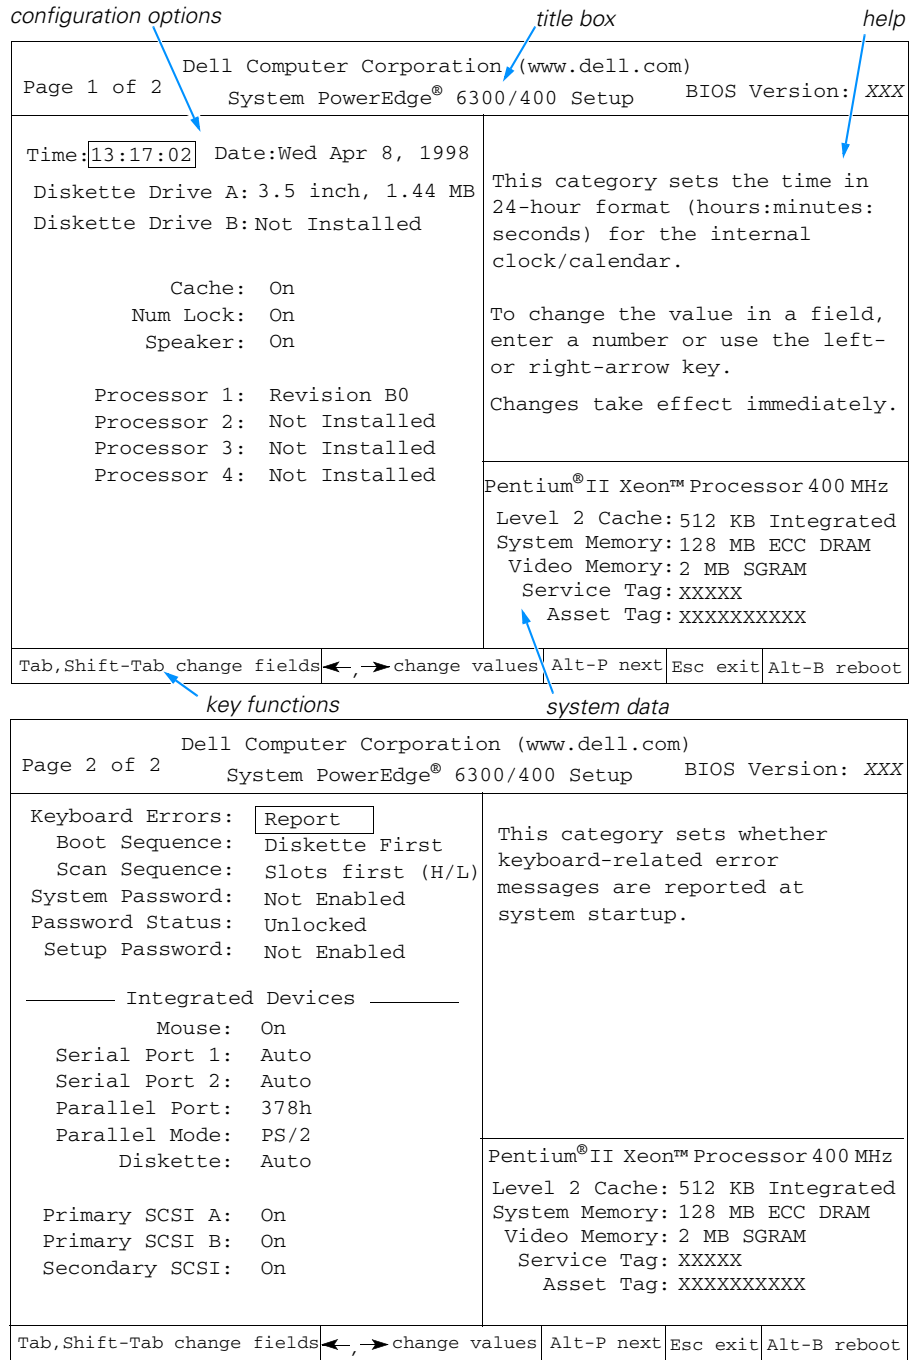 configuration options
title box
help
Dell Computer Corporation (www.dell.com)
Page 1 of 2
System PowerEdge® 6300/400 Setup
BIOS Version: XXX
Time:13:17:02 Date:Wed Apr 8, 1998
Diskette Drive A: 3.5 inch, 1.44 MB
Diskette Drive B: Not Installed
Cache: On
Num Lock: On
Speaker: On
Processor 1: Revision B0
Processor 2: Not Installed
Processor 3: Not Installed
Processor 4: Not Installed
This category sets the time in
24-hour format (hours:minutes:
seconds) for the internal
clock/calendar.
To change the value in a field,
enter a number or use the left-
or right-arrow key.
Changes take effect immediately.
Pentium® II Xeon™ Processor 400 MHz
Level 2 Cache: 512 KB Integrated
System Memory: 128 MB ECC DRAM
Video Memory: 2 MB SGRAM
Service Tag: XXXXX
Asset Tag: XXXXXXXXXX
Tab,Shift-Tab change fields ←,→ change values Alt-P next Esc exit Alt-B reboot
key functions
system data
Dell Computer Corporation (www.dell.com)
Page 2 of 2
System PowerEdge® 6300/400 Setup
BIOS Version: XXX
Keyboard Errors: Report
Boot Sequence: Diskette First
Scan Sequence: Slots first (H/L)
System Password: Not Enabled
Password Status: Unlocked
Setup Password: Not Enabled
Integrated Devices
Mouse: On
Serial Port 1: Auto
Serial Port 2: Auto
Parallel Port: 378h
Parallel Mode: PS/2
Diskette: Auto
Primary SCSI A: On
Primary SCSI B: On
Secondary SCSI: On
This category sets whether
keyboard-related error
messages are reported at
system startup.
Pentium® II Xeon™ Processor 400 MHz
Level 2 Cache: 512 KB Integrated
System Memory: 128 MB ECC DRAM
Video Memory: 2 MB SGRAM
Service Tag: XXXXX
Asset Tag: XXXXXXXXXX
Tab,Shift-Tab change fields ←,→ change values Alt-P next Esc exit Alt-B reboot